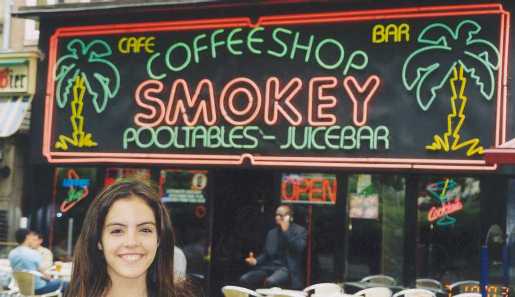 CAFE COFFEESHOP BAR
SMOKEY
POOLTABLES - JUICEBAR
OPEN
Cocktails